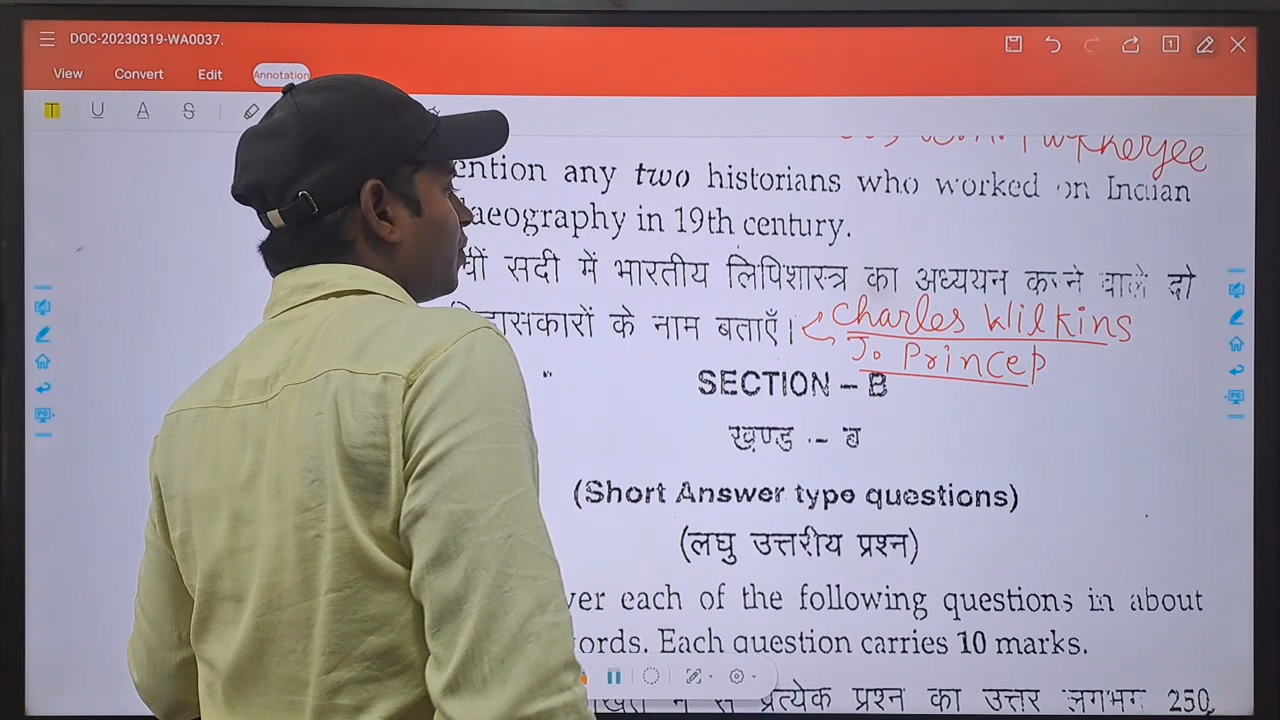 DOC-20230319-WA0037.
View Convert Edit Annotation
T U A S
Mukherjee
ention any two historians who worked on Indian
aeography in 19th century.
वीं सदी में भारतीय लिपिशास्त्र का अध्ययन करने वाले दो
हासकारों के नाम बताएँ। Charles Wilkins
J. Princep
SECTION – B
खण्ड – ब
(Short Answer type questions)
(लघु उत्तरीय प्रश्न)
ver each of the following questions in about
ords. Each question carries 10 marks.
प्रत्येक प्रश्न का उत्तर लगभग 250